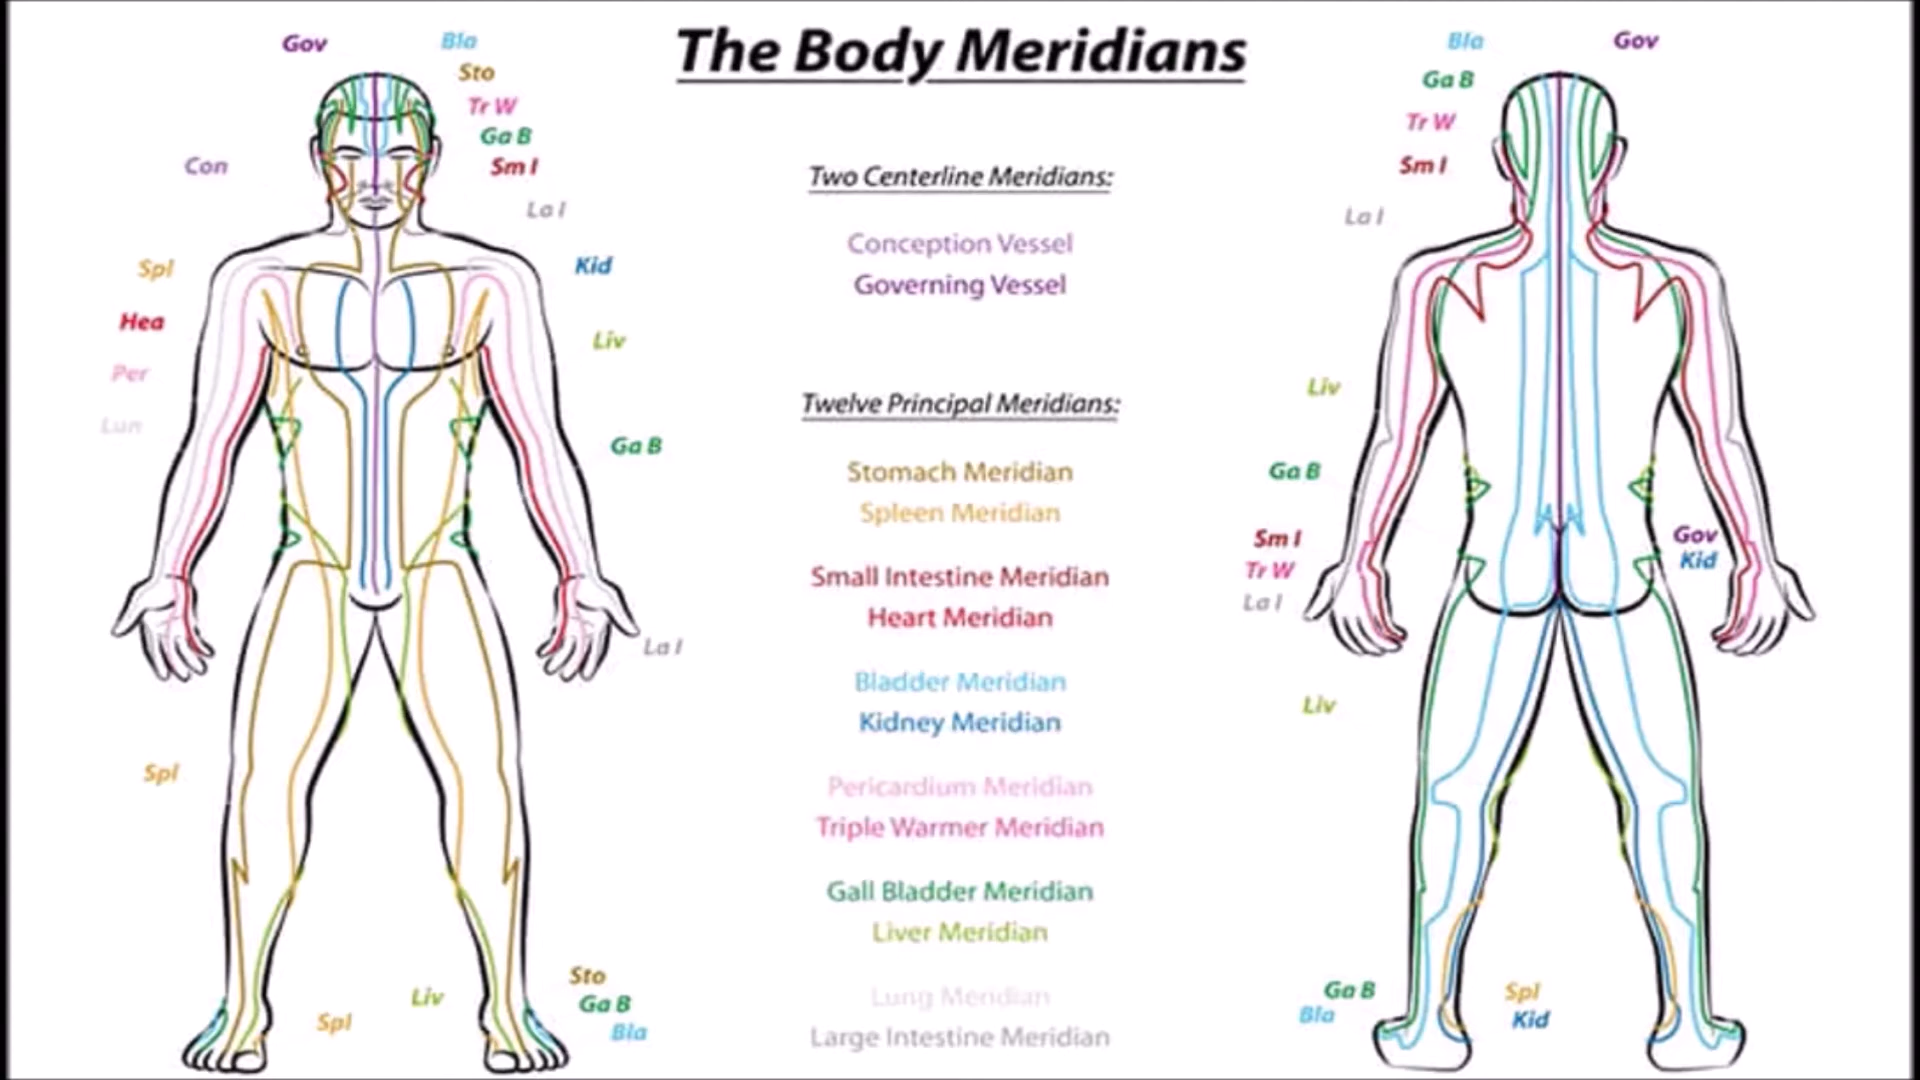 The Body Meridians
Gov
Bla
Sto
Tr W
Ga B
Sm I
Con
La I
Spl
Kid
Hea
Liv
Per
Lun
Ga B
La I
Spl
Sto
Liv
Ga B
Spl
Bla
Two Centerline Meridians:
Conception Vessel
Governing Vessel
Twelve Principal Meridians:
Stomach Meridian
Spleen Meridian
Small Intestine Meridian
Heart Meridian
Bladder Meridian
Kidney Meridian
Pericardium Meridian
Triple Warmer Meridian
Gall Bladder Meridian
Liver Meridian
Lung Meridian
Large Intestine Meridian
Bla
Gov
Ga B
Tr W
Sm I
La I
Liv
Ga B
Sm I
Gov
Tr W
Kid
La I
Liv
Ga B
Spl
Bla
Kid